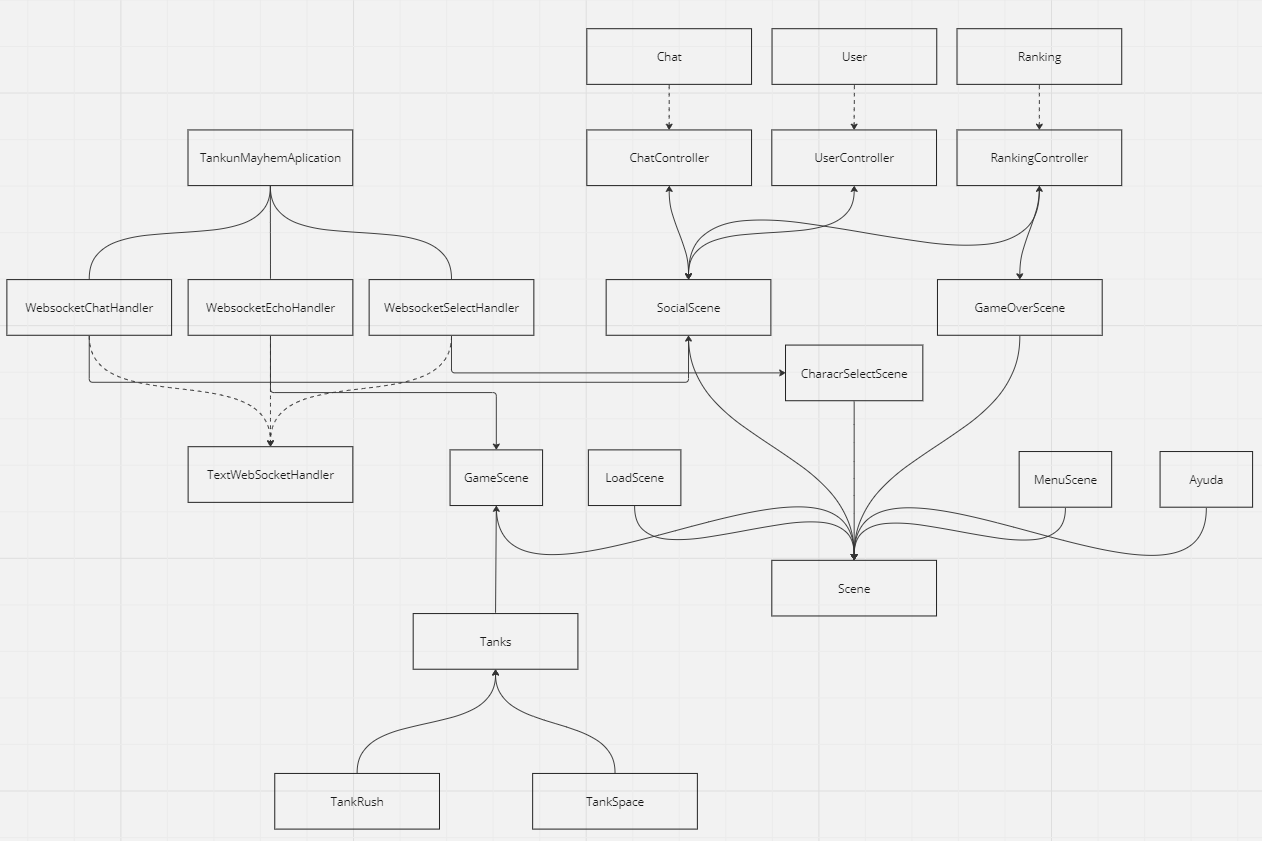 Chat
User
Ranking
TankunMayhemAplication
ChatController
UserController
RankingController
WebsocketChatHandler
WebsocketEchoHandler
WebsocketSelectHandler
SocialScene
GameOverScene
CharacrSelectScene
TextWebSocketHandler
GameScene
LoadScene
MenuScene
Ayuda
Scene
Tanks
TankRush
TankSpace